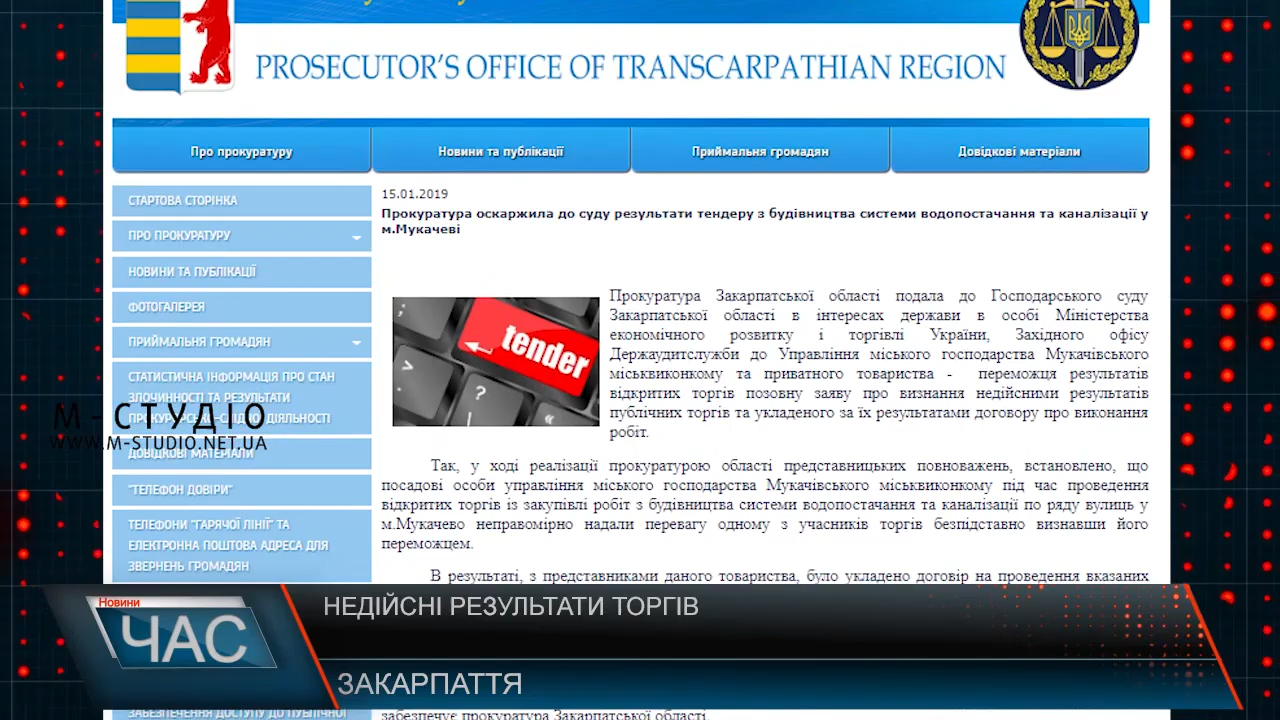 PROSECUTOR'S OFFICE OF TRANSCARPATHIAN REGION
Про прокуратуру
Новини та публікації
Приймальня громадян
Довідкові матеріали
СТАРТОВА СТОРІНКА
ПРО ПРОКУРАТУРУ
НОВИНИ ТА ПУБЛІКАЦІЇ
ФОТОГАЛЕРЕЯ
ПРИЙМАЛЬНЯ ГРОМАДЯН
СТАТИСТИЧНА ІНФОРМАЦІЯ ПРО СТАН
ЗЛОЧИННОСТІ ТА РЕЗУЛЬТАТИ
ДІЯЛЬНОСТІ
М-СТУДІО
WWW.M-STUDIO.NET.UA
ДОВІДКОВІ МАТЕРІАЛИ
"ТЕЛЕФОН ДОВІРИ"
ТЕЛЕФОНИ "ГАРЯЧОЇ ЛІНІЇ" ТА
ЕЛЕКТРОННА ПОШТОВА АДРЕСА ДЛЯ
ЗВЕРНЕНЬ ГРОМАДЯН
15.01.2019
Прокуратура оскаржила до суду результати тендеру з будівництва системи водопостачання та каналізації у
м.Мукачеві
tender
Прокуратура Закарпатської області подала до Господарського суду
Закарпатської області в інтересах держави в особі Міністерства
економічного розвитку і торгівлі України, Західного офісу
Держаудитслужби до Управління міського господарства Мукачівського
міськвиконкому та приватного товариства - переможця результатів
відкритих торгів позовну заяву про визнання недійсними результатів
публічних торгів та укладеного за їх результатами договору про виконання
робіт.
Так, у ході реалізації прокуратурою області представницьких повноважень, встановлено, що
посадові особи управління міського господарства Мукачівського міськвиконкому під час проведення
відкритих торгів із закупівлі робіт з будівництва системи водопостачання та каналізації по ряду вулиць у
м.Мукачево неправомірно надали перевагу одному з учасників торгів безпідставно визнавши його
переможцем.
В результаті, з представниками даного товариства, було укладено договір на проведення вказаних
Новини
ЧАС
НЕДІЙСНІ РЕЗУЛЬТАТИ ТОРГІВ
ЗАКАРПАТТЯ
ЗАБЕЗПЕЧЕННЯ ДОСТУПУ ДО ПУБЛІЧНОЇ
забезпечує прокуратура Закарпатської області.